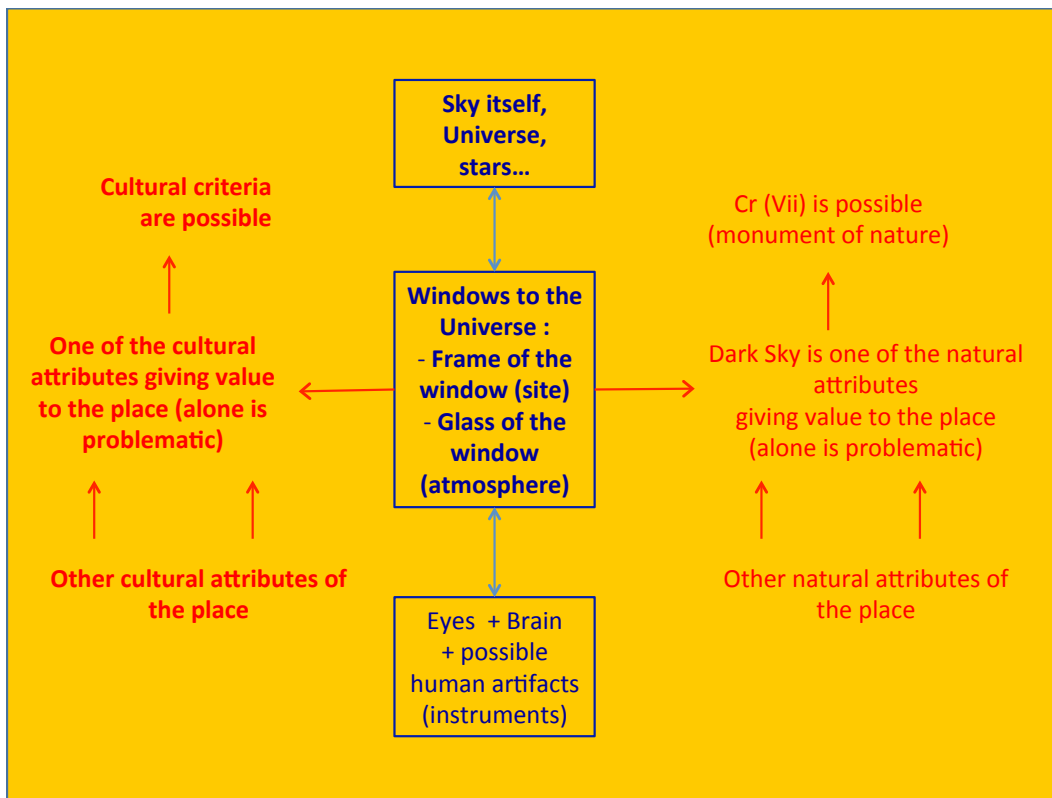 Sky itself,
Universe,
stars…
Cultural criteria
are possible
Cr (Vii) is possible
(monument of nature)
Windows to the
Universe :
- Frame of the
window (site)
- Glass of the
window
(atmosphere)
One of the cultural
attributes giving value
to the place (alone is
problematic)
Dark Sky is one of the natural
attributes
giving value to the place
(alone is problematic)
Other cultural attributes of
the place
Other natural attributes of
the place
Eyes + Brain
+ possible
human artifacts
(instruments)